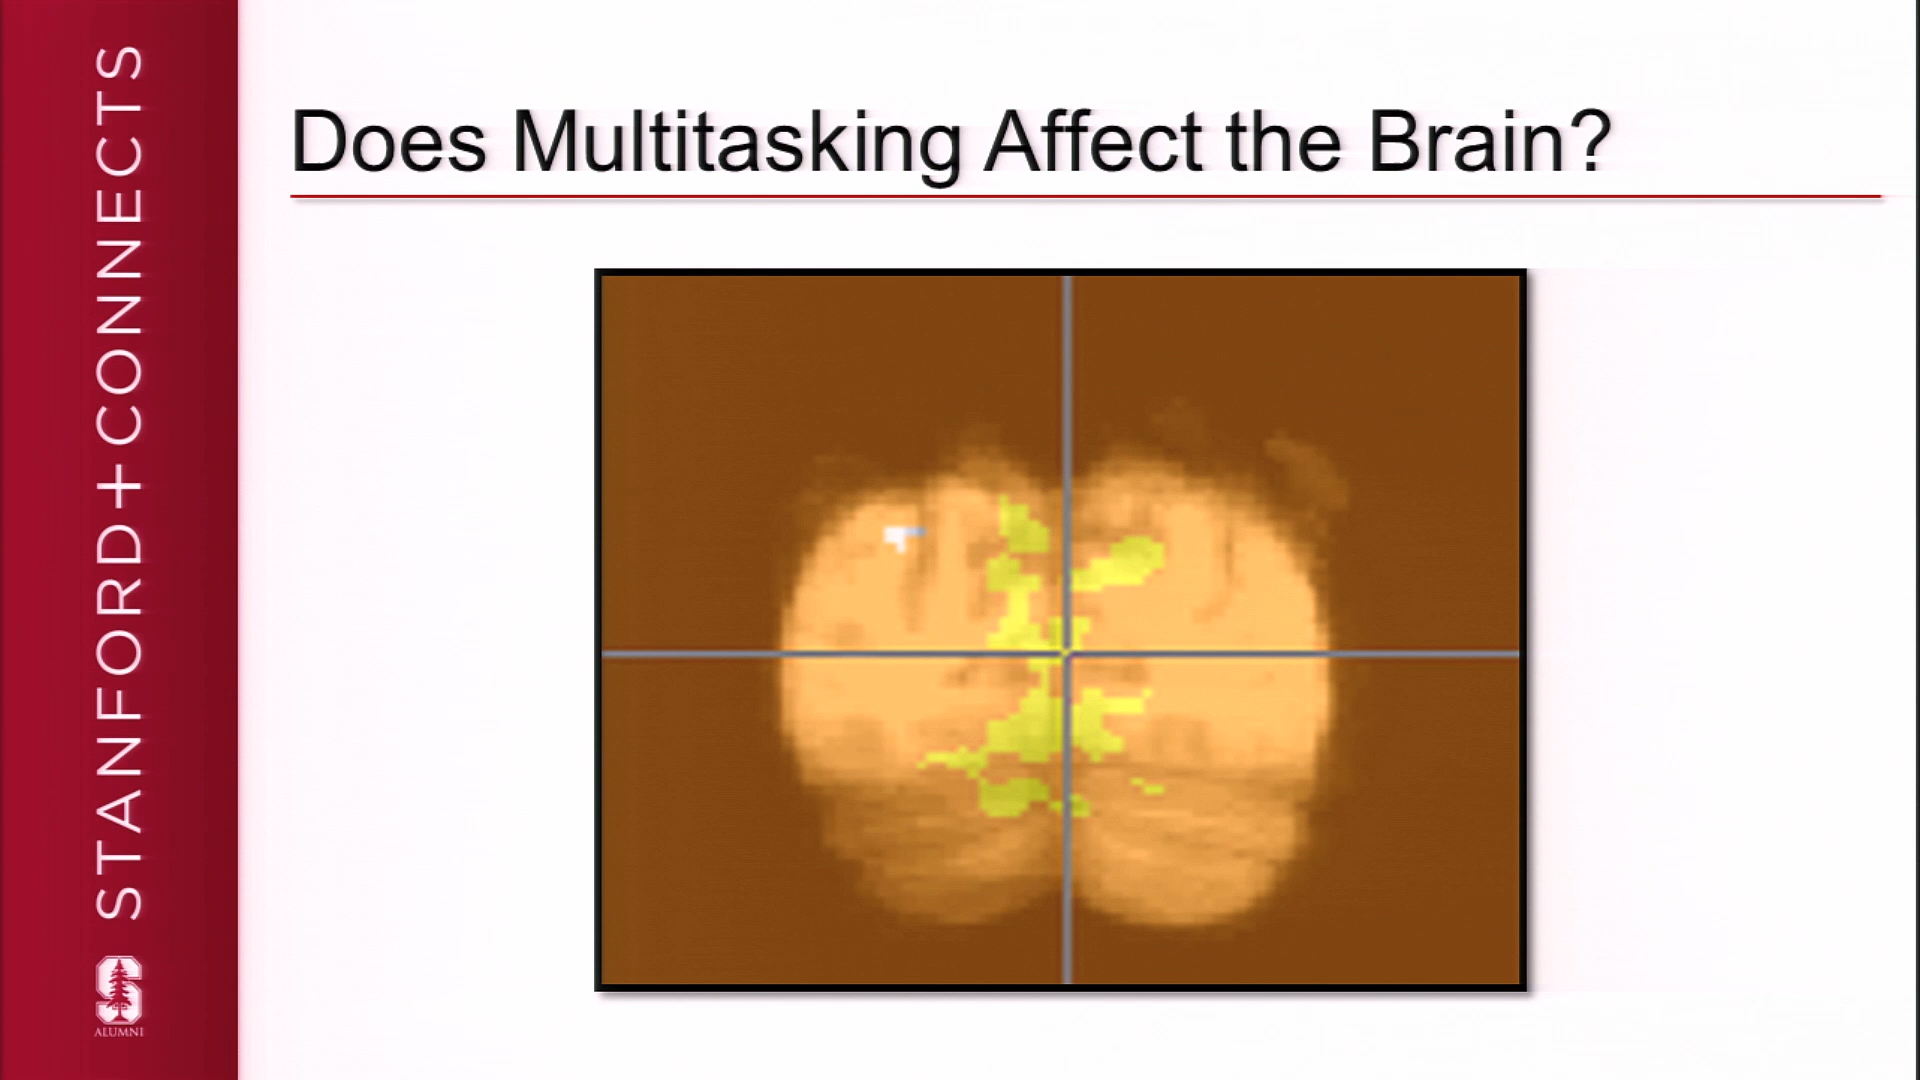 Does Multitasking Affect the Brain?
STANFORD+CONNECTS
S
ALUMNI